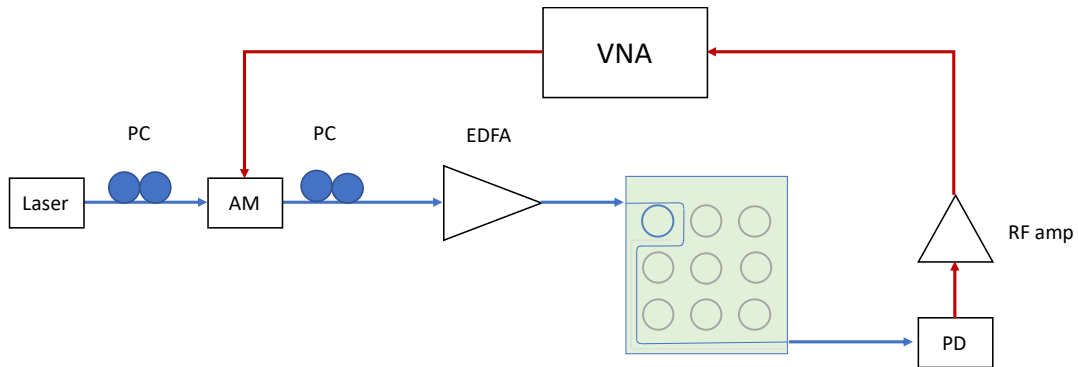 VNA
PC
PC
EDFA
Laser
AM
RF amp
PD